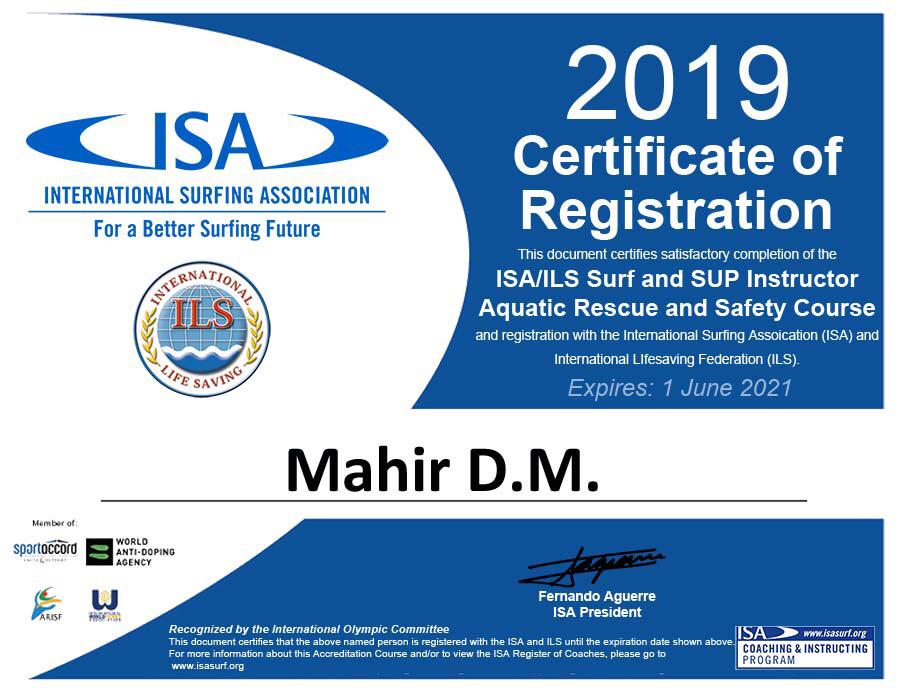 ISA
INTERNATIONAL SURFING ASSOCIATION
For a Better Surfing Future
INTERNATIONAL
ILS
LIFE SAVING
2019
Certificate of
Registration
This document certifies satisfactory completion of the
ISA/ILS Surf and SUP Instructor
Aquatic Rescue and Safety Course
and registration with the International Surfing Assoication (ISA) and
International LIfesaving Federation (ILS).
Expires: 1 June 2021
Mahir D.M.
Member of:
sportaccord
WORLD
ANTI-DOPING
AGENCY
ARISF
Fernando Aguerre
ISA President
Recognized by the International Olympic Committee
This document certifies that the above named person is registered with the ISA and ILS until the expiration date shown above.
For more information about this Accreditation Course and/or to view the ISA Register of Coaches, please go to
www.isasurf.org
ISA www.isasurf.org
COACHING & INSTRUCTING
PROGRAM